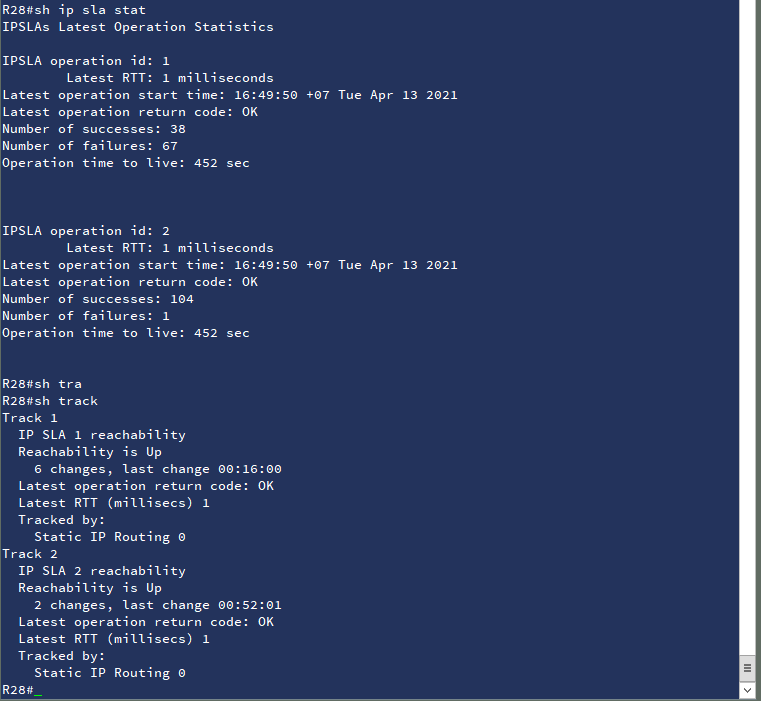 R28#sh ip sla stat
IPSLAs Latest Operation Statistics
IPSLA operation id: 1
        Latest RTT: 1 milliseconds
Latest operation start time: 16:49:50 +07 Tue Apr 13 2021
Latest operation return code: OK
Number of successes: 38
Number of failures: 67
Operation time to live: 452 sec
IPSLA operation id: 2
        Latest RTT: 1 milliseconds
Latest operation start time: 16:49:50 +07 Tue Apr 13 2021
Latest operation return code: OK
Number of successes: 104
Number of failures: 1
Operation time to live: 452 sec
R28#sh tra
R28#sh track
Track 1
  IP SLA 1 reachability
  Reachability is Up
    6 changes, last change 00:16:00
  Latest operation return code: OK
  Latest RTT (millisecs) 1
  Tracked by:
    Static IP Routing 0
Track 2
  IP SLA 2 reachability
  Reachability is Up
    2 changes, last change 00:52:01
  Latest operation return code: OK
  Latest RTT (millisecs) 1
  Tracked by:
    Static IP Routing 0
R28#_